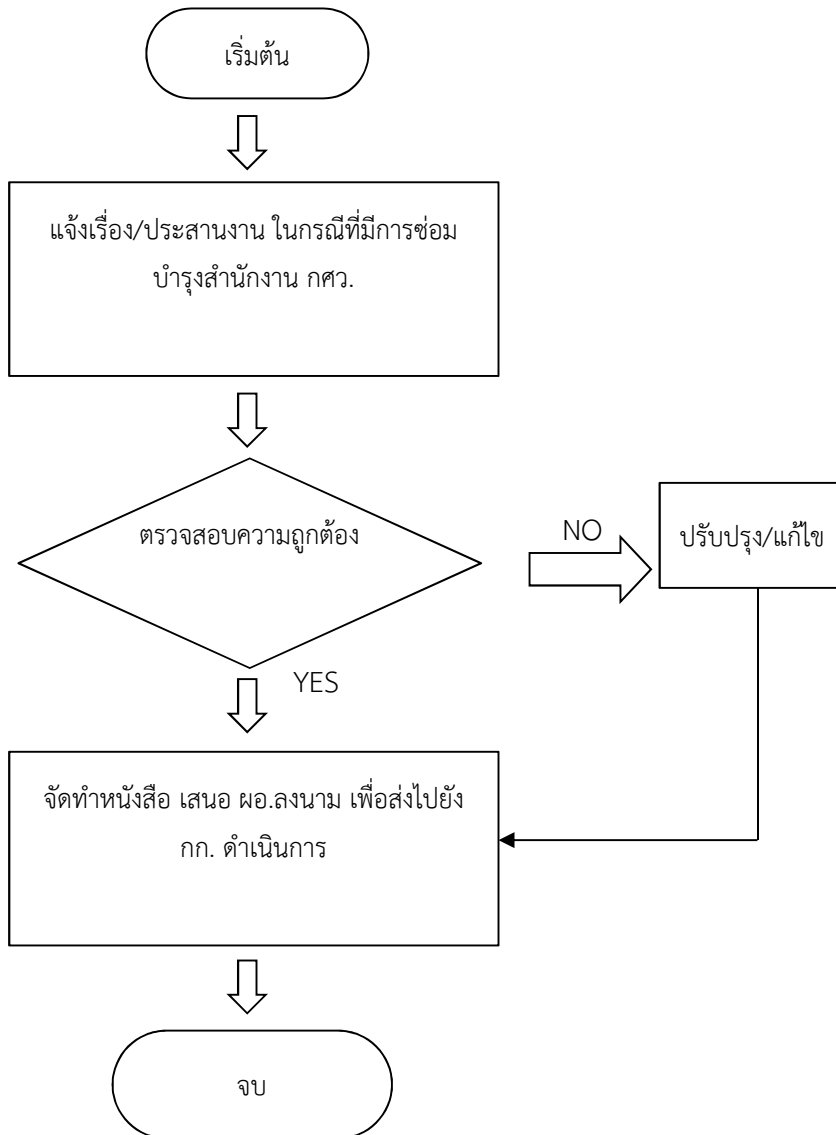 เริ่มต้น
แจ้งเรื่อง/ประสานงาน ในกรณีที่มีการซ่อม
บำรุงสำนักงาน กศว.
ตรวจสอบความถูกต้อง
NO
ปรับปรุง/แก้ไข
YES
จัดทำหนังสือ เสนอ ผอ.ลงนาม เพื่อส่งไปยัง
กก. ดำเนินการ
จบ